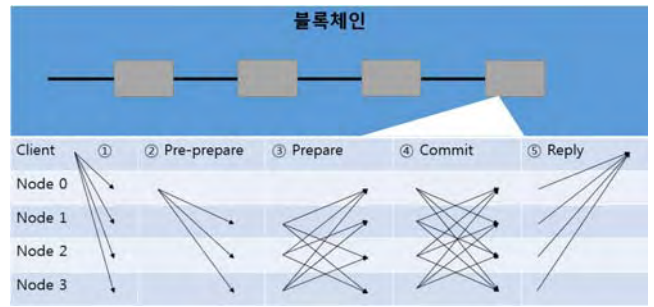 블록체인
Client ① ② Pre-prepare ③ Prepare ④ Commit ⑤ Reply
Node 0
Node 1
Node 2
Node 3